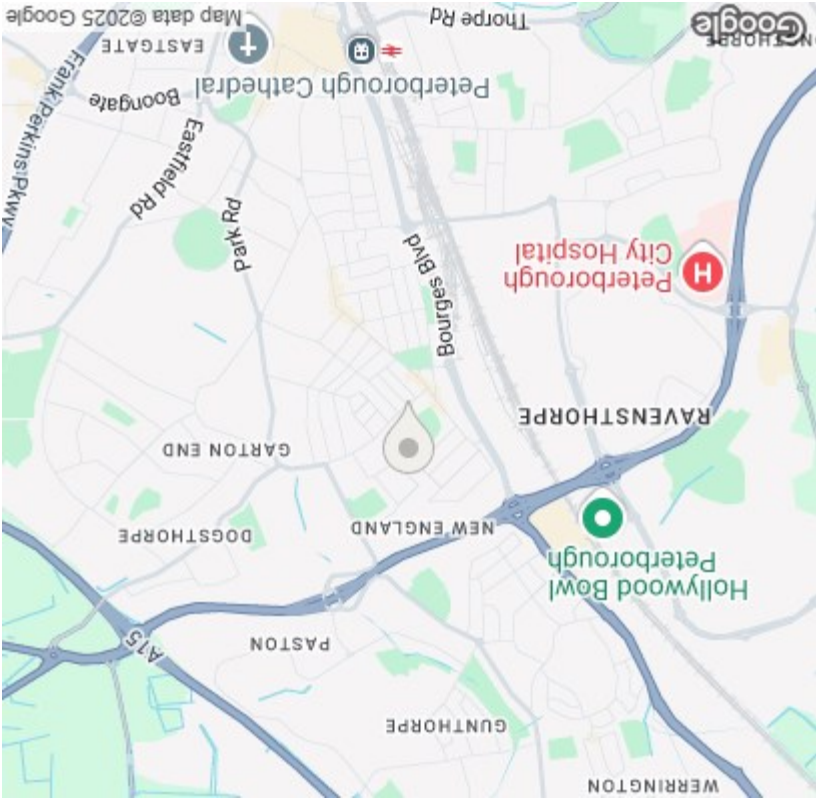 WERRINGTON
GUNTHORPE
PASTON
A15
Hollywood Bowl
Peterborough
DOGSTHORPE
NEW ENGLAND
GARTON END
RAVENSTHORPE
Bourges Blvd
Peterborough
City Hospital
H
Park Rd
Eastfield Rd
Frank Perkins Pkwy
Boongate
Peterborough Cathedral
EASTGATE
Thorpe Rd
Google
Map data ©2025 Google